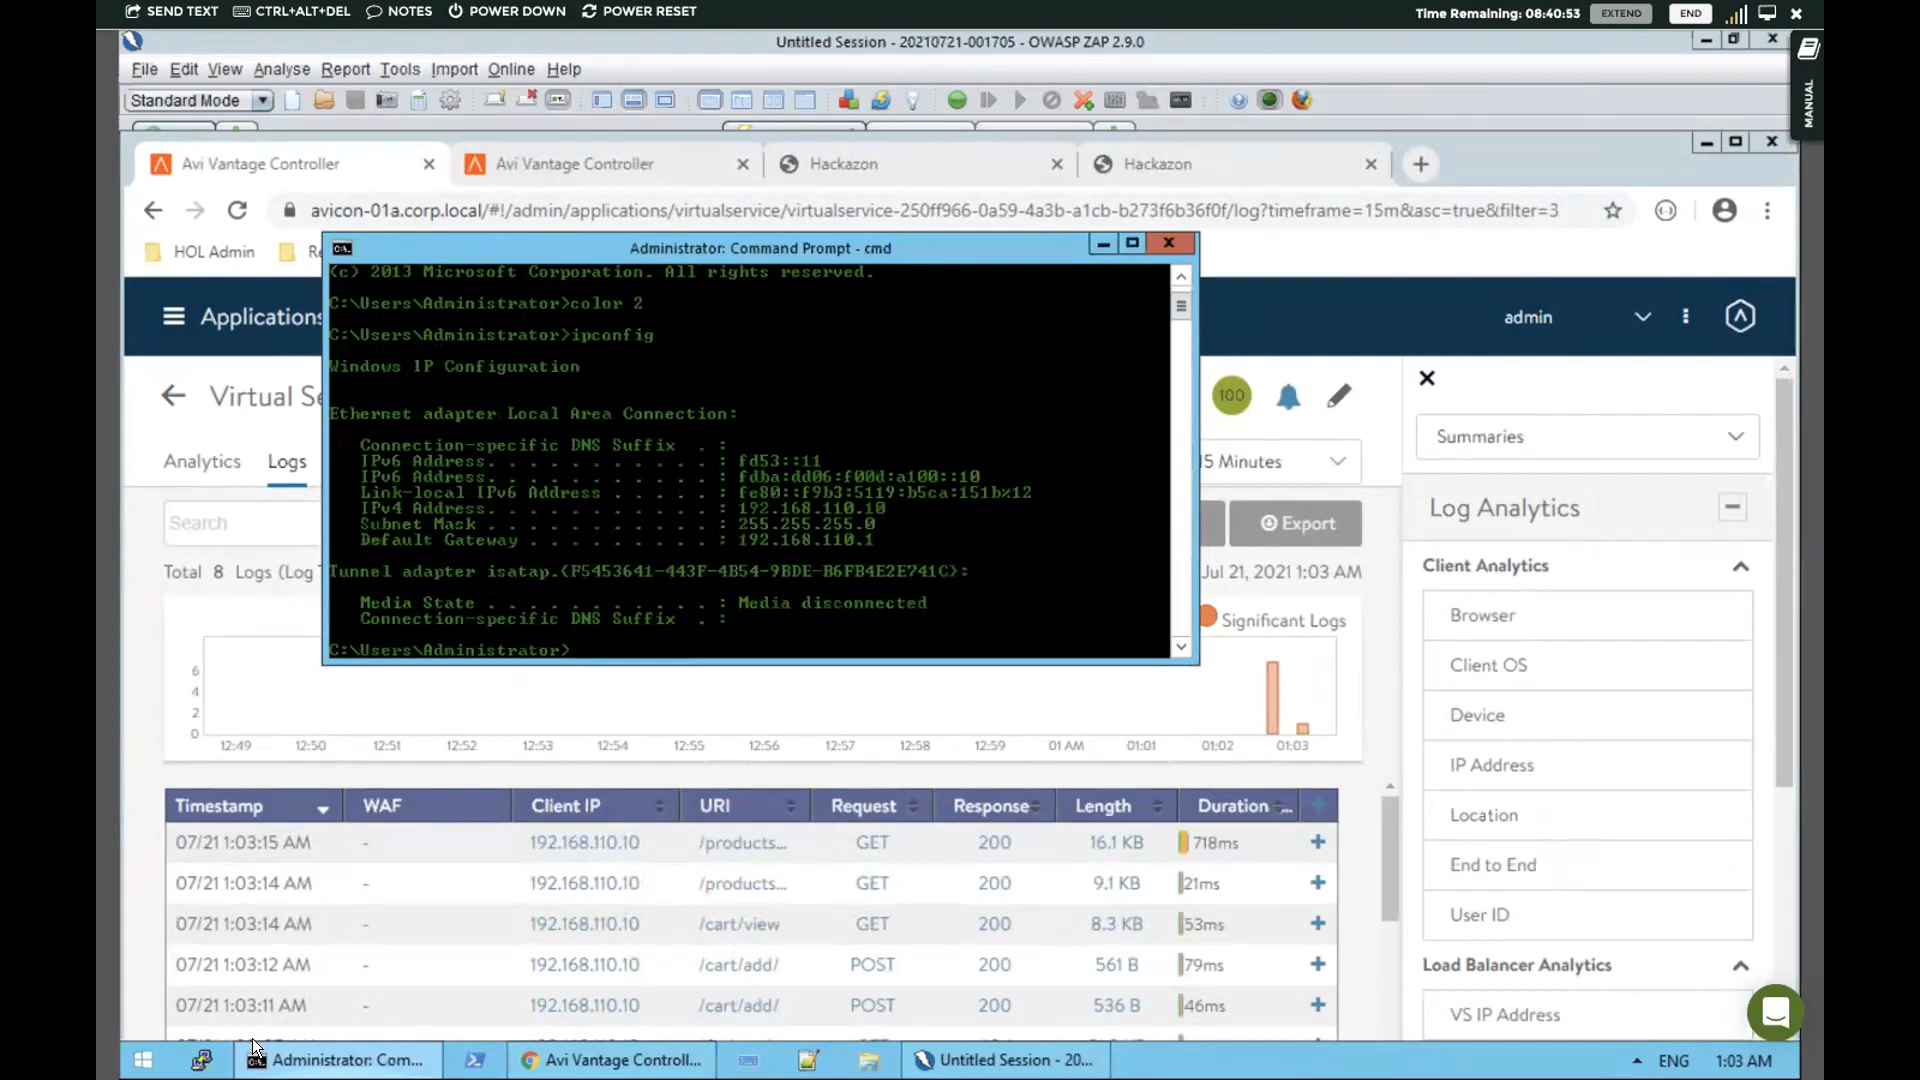 SEND TEXT CTRL+ALT+DEL NOTES POWER DOWN POWER RESET Time Remaining: 08:40:53 EXTEND END
Untitled Session - 20210721-001705 - OWASP ZAP 2.9.0
MANUAL
File Edit View Analyse Report Tools Import Online Help
Standard Mode
Avi Vantage Controller Avi Vantage Controller Hackazon Hackazon
avicon-01a.corp.local/#!/admin/applications/virtualservice/virtualservice-250ff966-0a59-4a3b-a1cb-b273f6b36f0f/log?timeframe=15m&asc=true&filter=3
HOL Admin
Administrator: Command Prompt - cmd
(c) 2013 Microsoft Corporation. All rights reserved.
C:\Users\Administrator>color 2
C:\Users\Administrator>ipconfig
Windows IP Configuration
Ethernet adapter Local Area Connection:
Connection-specific DNS Suffix . :
IPv6 Address. . . . . . . . . . . : fd53::11
IPv6 Address. . . . . . . . . . . : fdba:dd06:f00d:a100::10
Link-local IPv6 Address . . . . . : fe80::f9b3:5119:b5ca:151b%12
IPv4 Address. . . . . . . . . . . : 192.168.110.10
Subnet Mask . . . . . . . . . . . : 255.255.255.0
Default Gateway . . . . . . . . . : 192.168.110.1
Tunnel adapter isatap.{F5453641-443F-4B54-9BDE-B6FB4E2E741C}:
Media State . . . . . . . . . . . : Media disconnected
Connection-specific DNS Suffix . :
C:\Users\Administrator>
Applications admin
Virtual Se 100
Analytics Logs 15 Minutes
Search Export
Total 8 Logs (Log Jul 21, 2021 1:03 AM
Significant Logs
6
4
2
0
12:49 12:50 12:51 12:52 12:53 12:54 12:55 12:56 12:57 12:58 12:59 01 AM 01:01 01:02 01:03
Timestamp WAF Client IP URI Request Response Length Duration ...
07/21 1:03:15 AM - 192.168.110.10 /products... GET 200 16.1 KB 718ms +
07/21 1:03:14 AM - 192.168.110.10 /products... GET 200 9.1 KB 21ms +
07/21 1:03:14 AM - 192.168.110.10 /cart/view GET 200 8.3 KB 53ms +
07/21 1:03:12 AM - 192.168.110.10 /cart/add/ POST 200 561 B 79ms +
07/21 1:03:11 AM - 192.168.110.10 /cart/add/ POST 200 536 B 46ms +
Summaries
Log Analytics
Client Analytics
Browser
Client OS
Device
IP Address
Location
End to End
User ID
Load Balancer Analytics
VS IP Address
Administrator: Com... Avi Vantage Controll... Untitled Session - 20... ENG 1:03 AM